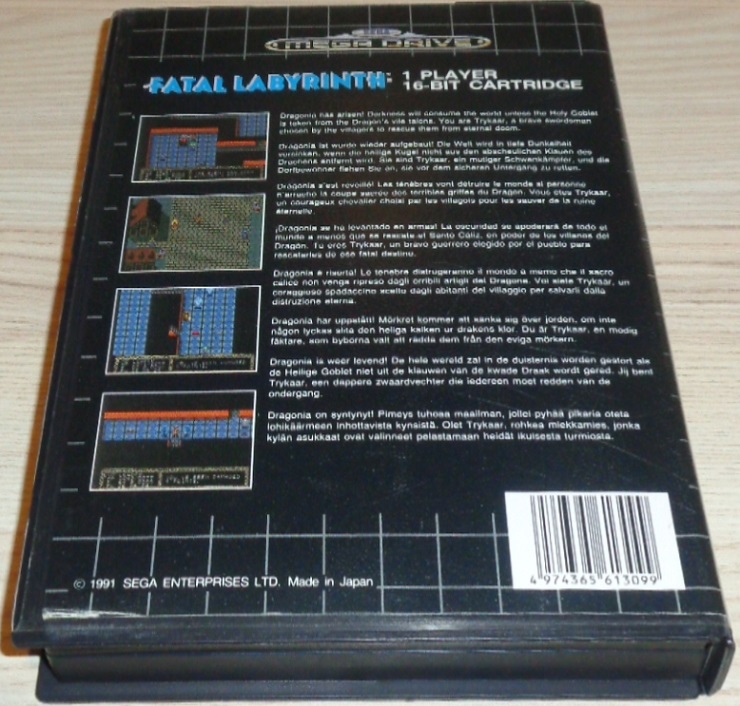 SEGA
MEGA DRIVE
FATAL LABYRINTH: 1 PLAYER
16-BIT CARTRIDGE
Dragonia has arisen! Darkness will consume the world unless the Holy Goblet
is taken from the Dragon's vile talons. You are Trykaar, a brave swordsman
chosen by the villagers to rescue them from eternal doom.
Dragonia ist wurde wieder aufgebaut! Die Welt wird in tiefe Dunkelheit
versinken, wenn die heilige Kugel nicht aus den abscheulichen Klauen des
Drachens entfernt wird. Sie sind Trykaar, ein mutiger Schwankämpfer, und die
Dorfbewohner flehen Sie an, sie vor dem sicheren Untergang zu retten.
Dragonia s'est réveillé! Les ténèbres vont détruire le monde si personne
n'arrache la coupe sacrée des terribles griffes du Dragon. Vous êtes Trykaar,
un courageux chevalier choisi par les villageois pour les sauver de la ruine
éternelle.
¡Dragonia se ha levantado en armas! La oscuridad se apoderará de todo el
mundo a menos que se rescate el Santo Cáliz, en poder de los villanos del
Dragón. Tu eres Trykaar, un bravo guerrero elegido por el pueblo para
rescatarles de ese fatal destino.
Dragonia è risorta! Le tenebre distruggeranno il mondo a meno che il sacro
calice non venga ripreso dagli orribili artigli del Dragone. Voi siete Trykaar, un
coraggioso spadaccino scelto dagli abitanti del villaggio per salvarli dalla
distruzione eterna.
Dragonia har uppstått! Mörkret kommer att sänka sig över jorden, om inte
någon lyckas slita den heliga kalken ur drakens klor. Du är Trykaar, en modig
fäktare, som byborna valt att rädda dem från den eviga mörkern.
Dragonia is weer levend! De hele wereld zal in de duisternis worden gestort als
de Heilige Goblet niet uit de klauwen van de kwade Draak wordt gered. Jij bent
Trykaar, een dappere zwaardvechter die iedereen moet redden van de
ondergang.
Dragonia on syntynyt! Pimeys tuhoaa maailman, jollei pyhää pikaria oteta
lohikäärmeen inhottavista kynsistä. Olet Trykaar, rohkea miekkamies, jonka
kylän asukkaat ovat valinneet pelastamaan heidät ikuisesta turmiosta.
4 974365 613099
© 1991 SEGA ENTERPRISES LTD. Made in Japan